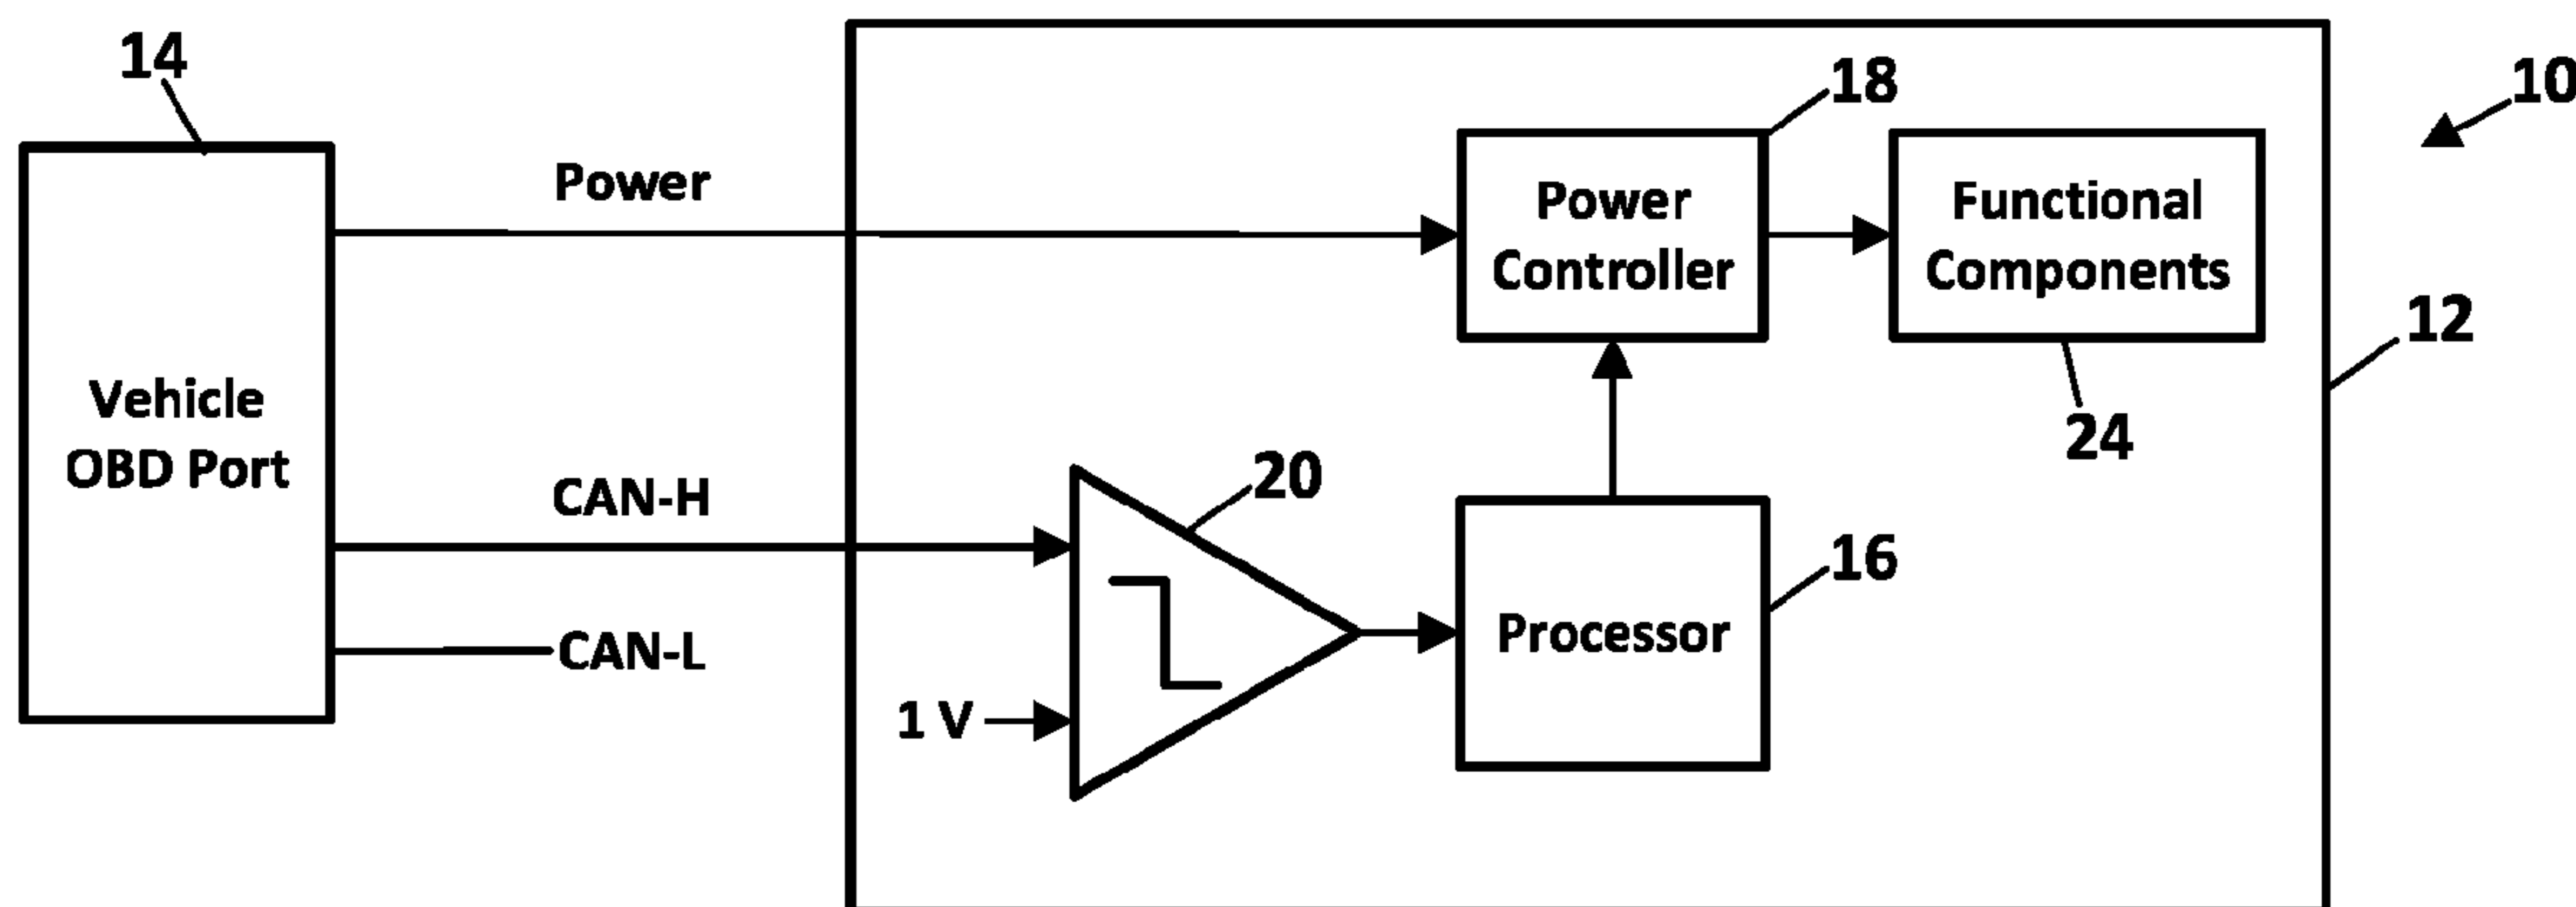 14
18
10
Power
Power
Controller
Functional
Components
12
Vehicle
OBD Port
24
CAN-H
20
16
Processor
CAN-L
1 V